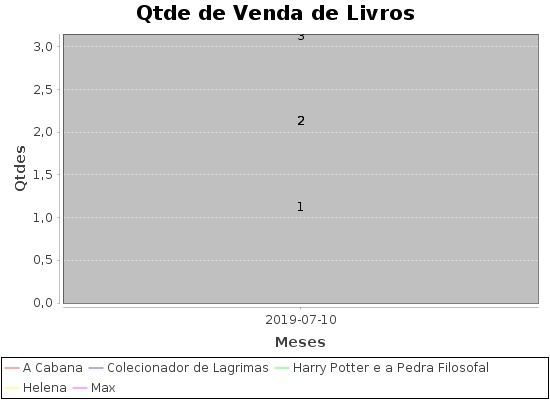 Qtde de Venda de Livros
3,0
2,5
2,0
1,5
1,0
0,5
0,0
Qtdes
3
2
1
2019-07-10
Meses
A Cabana Colecionador de Lagrimas Harry Potter e a Pedra Filosofal
Helena Max